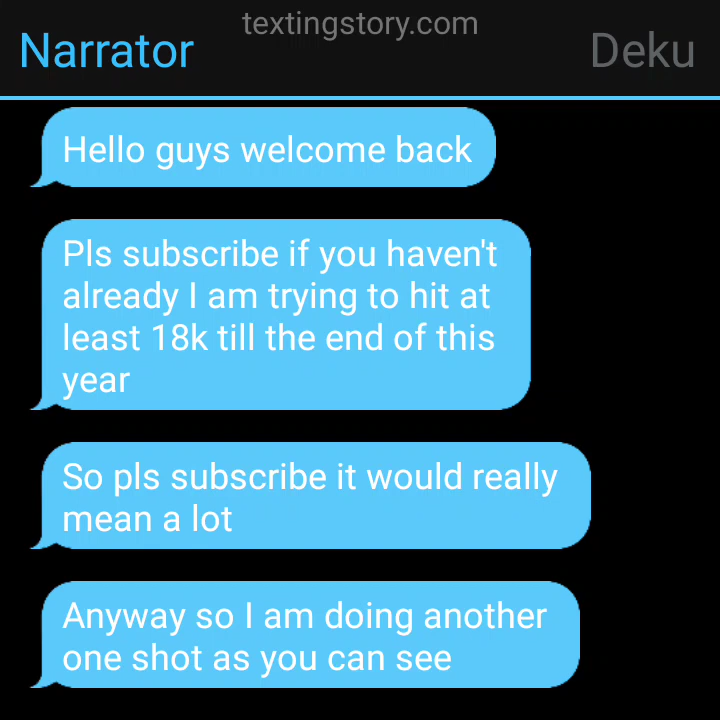 textingstory.com
Narrator
Deku
Hello guys welcome back
Pls subscribe if you haven't
already I am trying to hit at
least 18k till the end of this
year
So pls subscribe it would really
mean a lot
Anyway so I am doing another
one shot as you can see